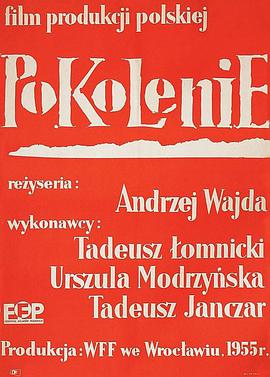 film produkcji polskiej
PoKoleniE
reżyseria:
Andrzej Wajda
wykonawcy:
Tadeusz Łomnicki
Urszula Modrzyńska
Tadeusz Janczar
Produkcja: WFF we Wrocławiu, 1955 r.